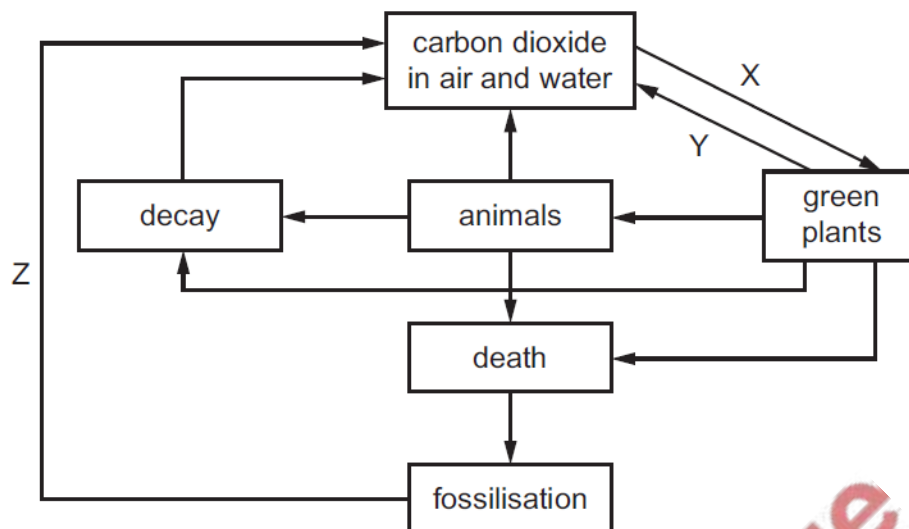 carbon dioxide
in air and water
X
Y
green
plants
decay
animals
Z
death
fossilisation